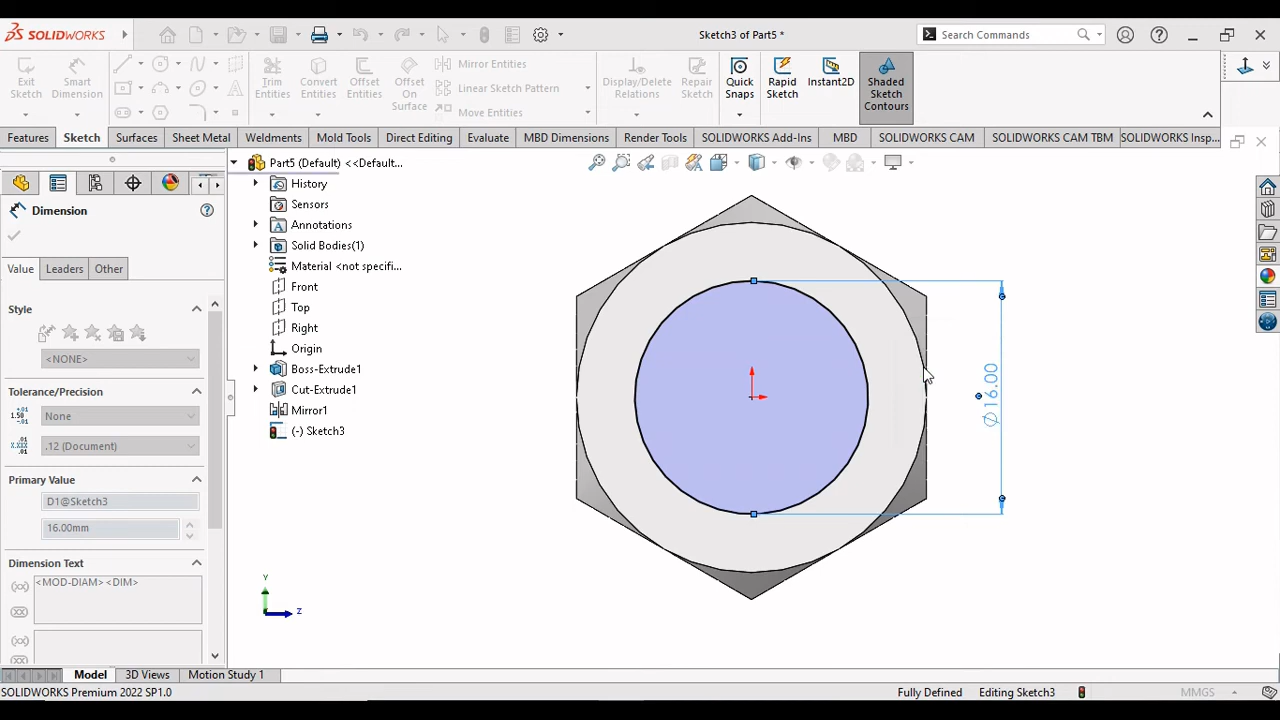 SOLIDWORKS
Sketch3 of Part5 *
Search Commands
Exit Sketch
Smart Dimension
Trim Entities
Convert Entities
Offset Entities
Offset On Surface
Mirror Entities
Linear Sketch Pattern
Move Entities
Display/Delete Relations
Repair Sketch
Quick Snaps
Rapid Sketch
Instant2D
Shaded Sketch Contours
Features
Sketch
Surfaces
Sheet Metal
Weldments
Mold Tools
Direct Editing
Evaluate
MBD Dimensions
Render Tools
SOLIDWORKS Add-Ins
MBD
SOLIDWORKS CAM
SOLIDWORKS CAM TBM
SOLIDWORKS Insp...
Dimension
Value
Leaders
Other
Style
<NONE>
Tolerance/Precision
None
.12 (Document)
Primary Value
D1@Sketch3
16.00mm
Dimension Text
<MOD-DIAM><DIM>
Part5 (Default) <<Default...
History
Sensors
Annotations
Solid Bodies(1)
Material <not specifi...
Front
Top
Right
Origin
Boss-Extrude1
Cut-Extrude1
Mirror1
(-) Sketch3
Ø16.00
Y
Z
Model
3D Views
Motion Study 1
SOLIDWORKS Premium 2022 SP1.0
Fully Defined
Editing Sketch3
MMGS